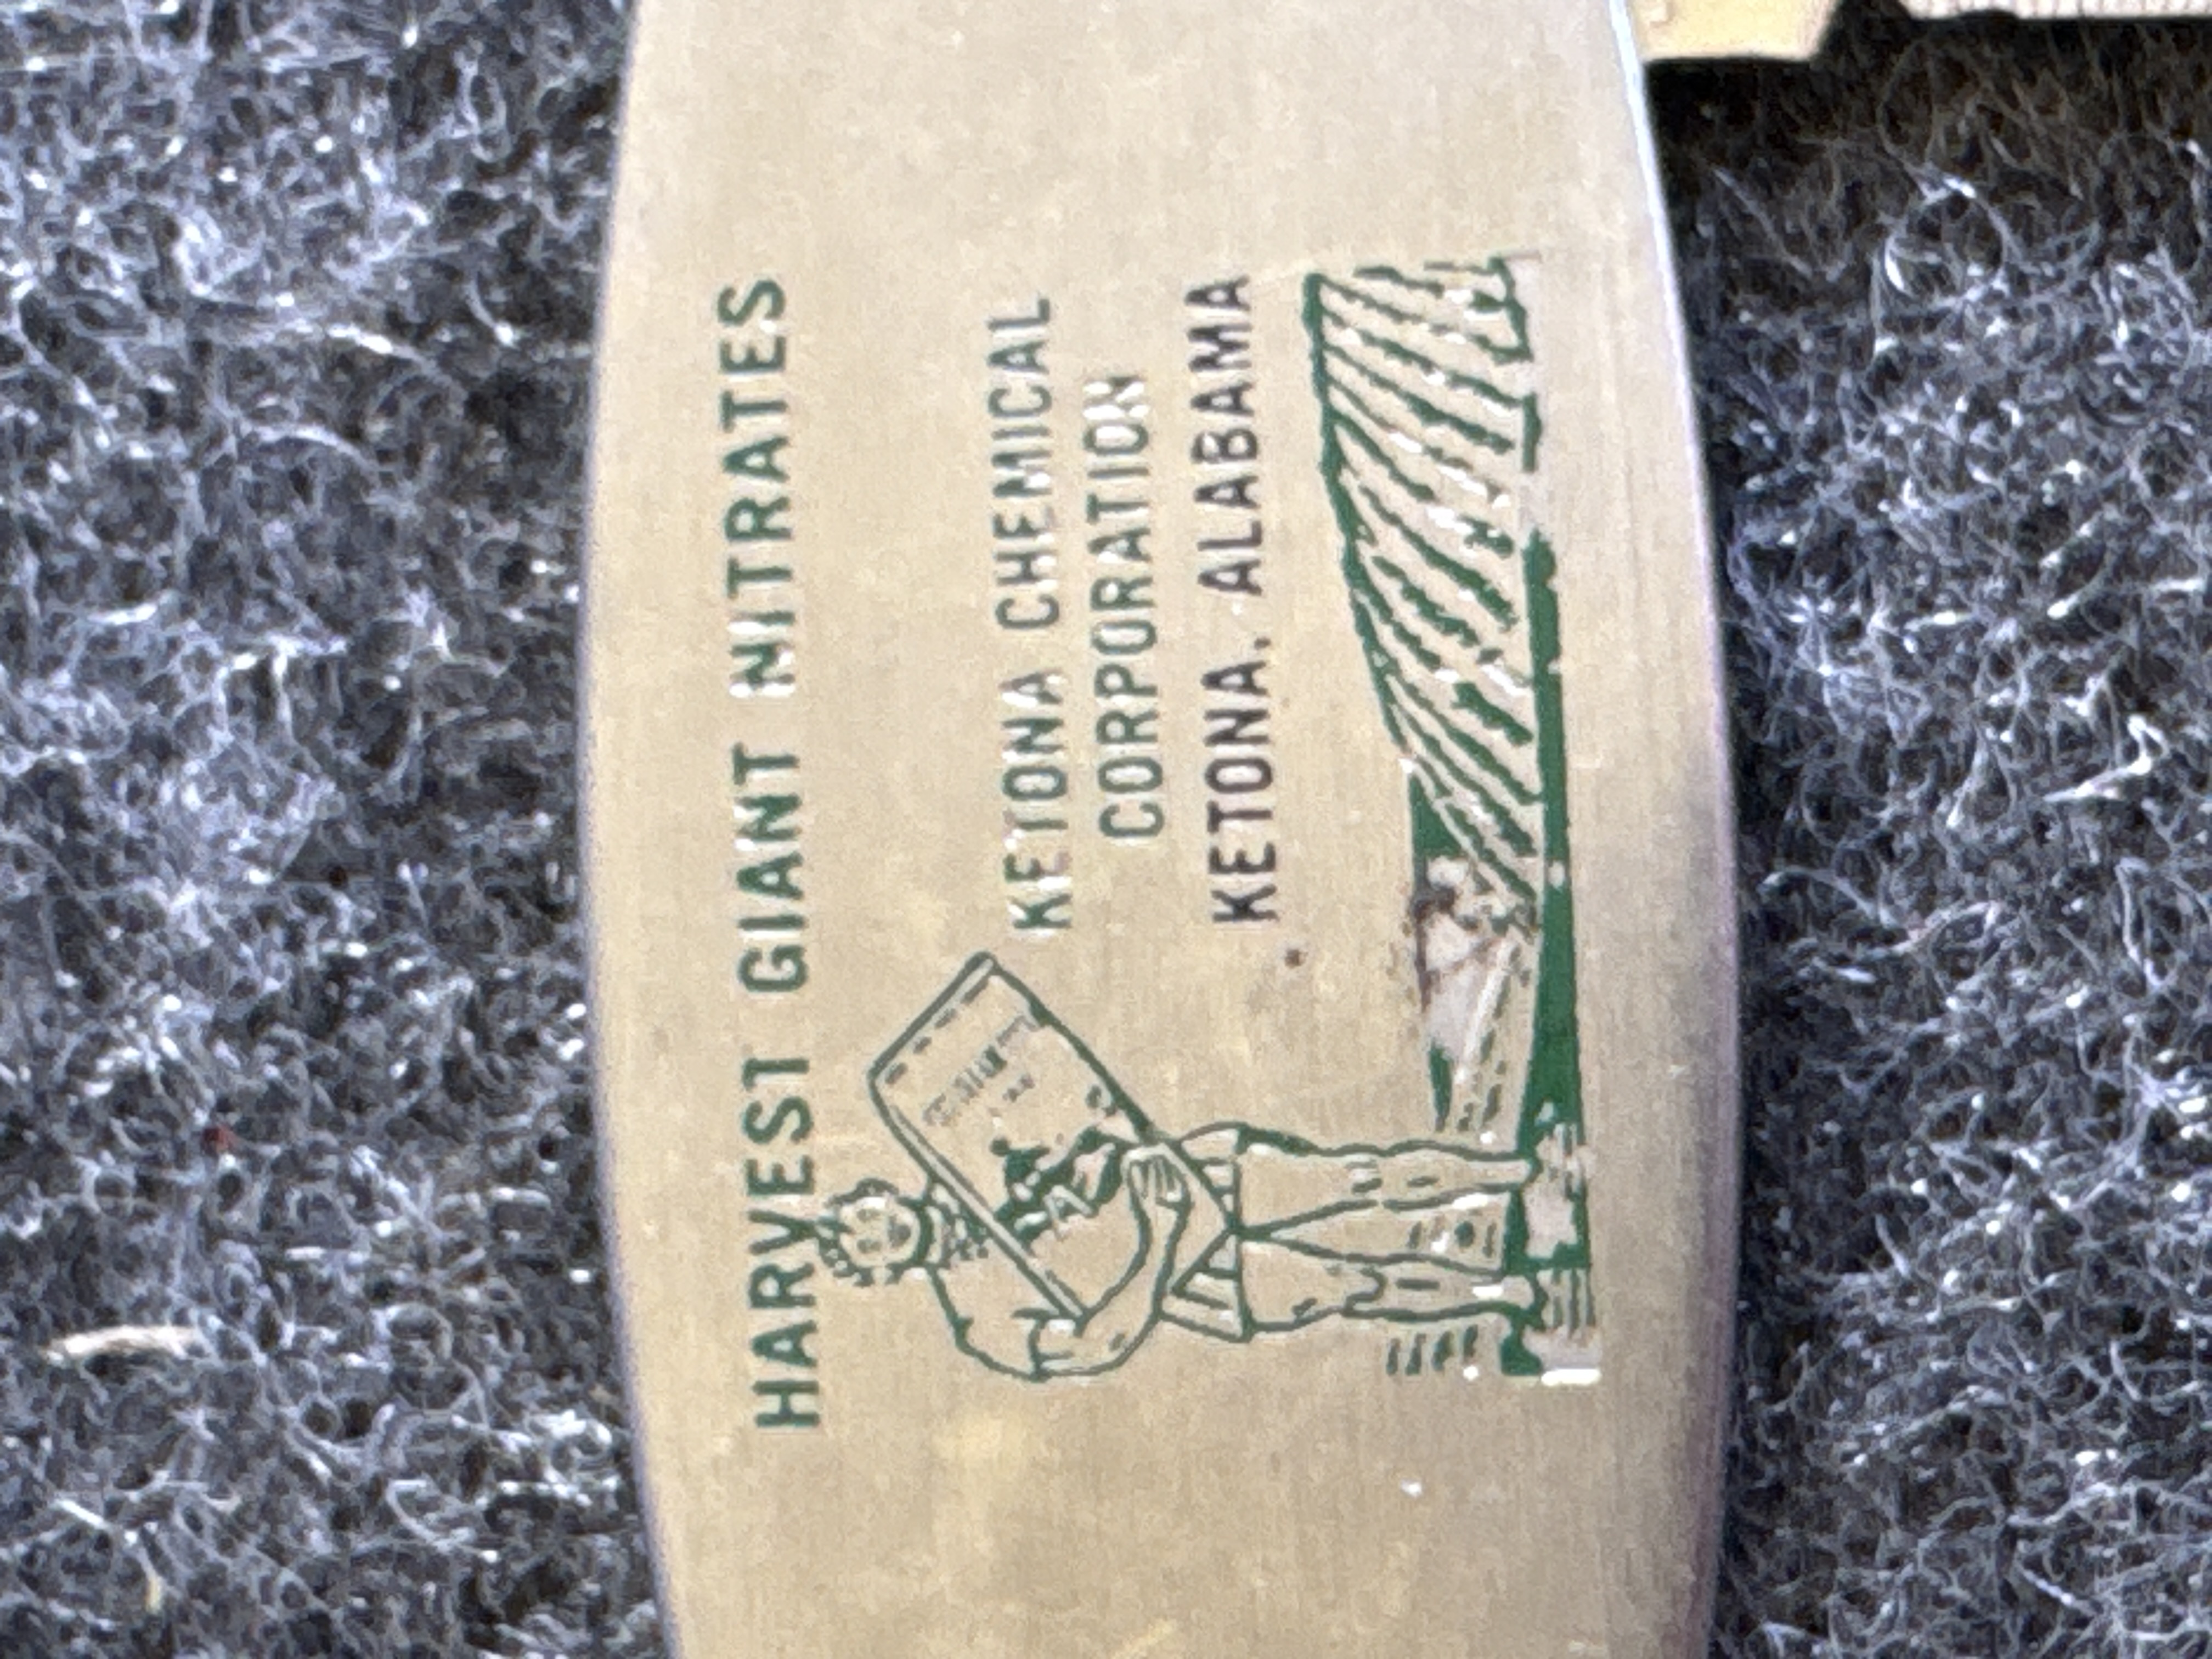 HARVEST GIANT NITRATES
KETONA CHEMICAL
CORPORATION
KETONA, ALABAMA